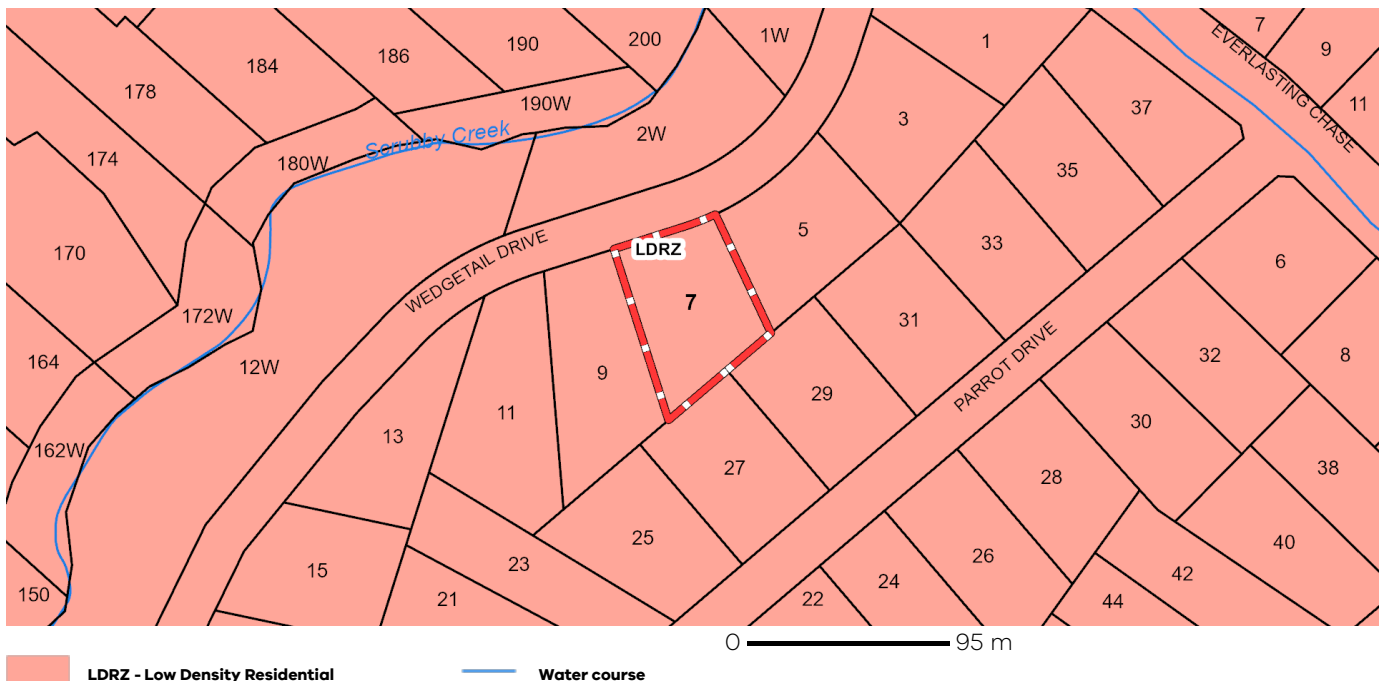 7
EVERLASTING CHASE
9
11
200
1W
190
186
184
178
1
37
190W
3
2W
Scrubby Creek
180W
174
35
5
33
170
WEDGETAIL DRIVE
LDRZ
6
7
172W
31
PARROT DRIVE
32
8
164
12W
9
29
30
11
13
162W
27
28
38
25
26
40
23
15
24
42
150
21
22
44
0
95 m
LDRZ - Low Density Residential
Water course